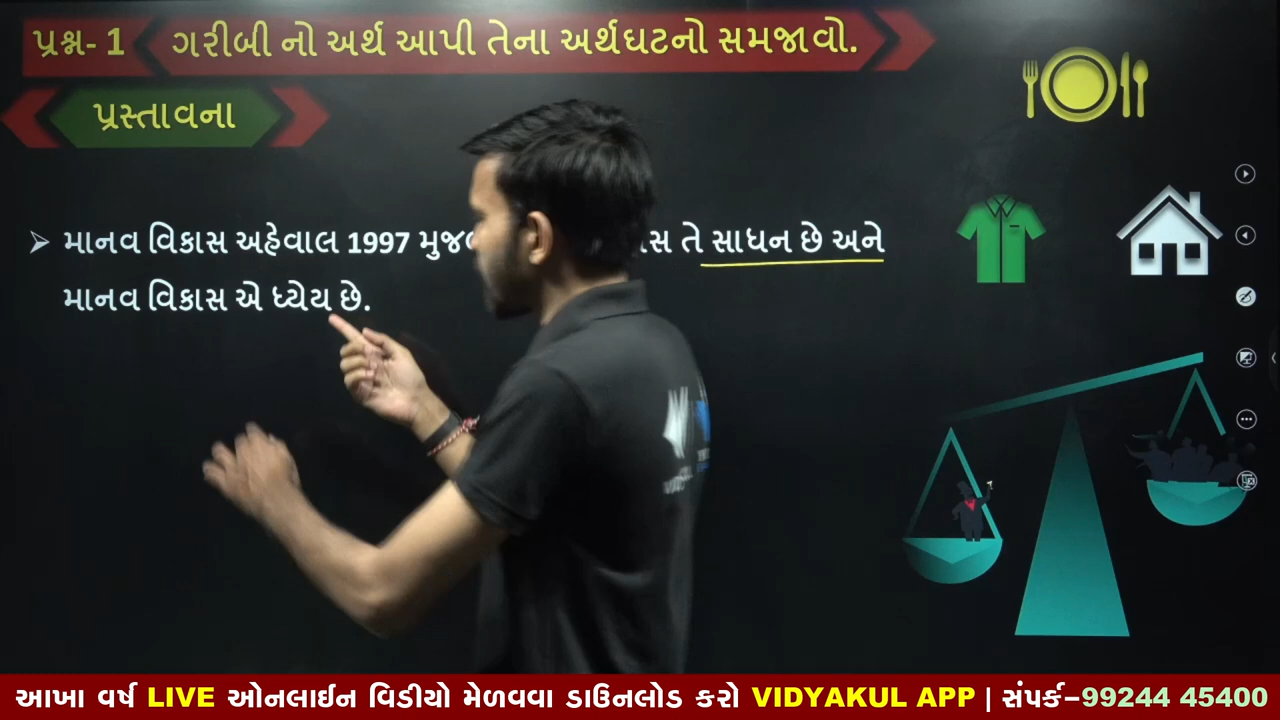 પ્રશ્ન- 1 ગરીબી નો અર્થ આપી તેના અર્થઘટનો સમજાવો.
પ્રસ્તાવના
➢ માનવ વિકાસ અહેવાલ 1997 તે સાધન છે અને
માનવ વિકાસ એ ધ્યેય છે.
આખા વર્ષ LIVE ઓનલાઈન વિડીયો મેળવવા ડાઉનલોડ કરો VIDYAKUL APP | સંપર્ક–99244 45400